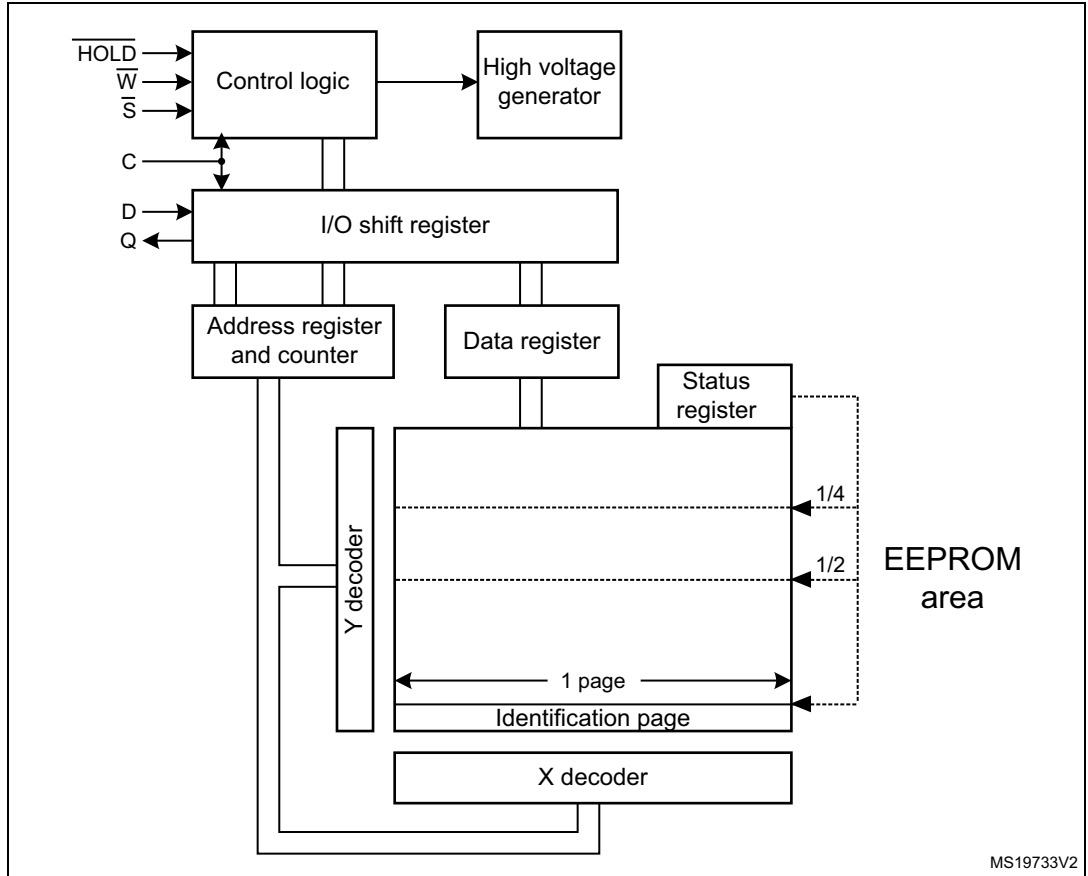 H̅O̅L̅D̅
W̅
S̅
C
D
Q
Control logic
High voltage
generator
I/O shift register
Address register
and counter
Data register
Status
register
1/4
1/2
EEPROM
area
Y decoder
1 page
Identification page
X decoder
MS19733V2